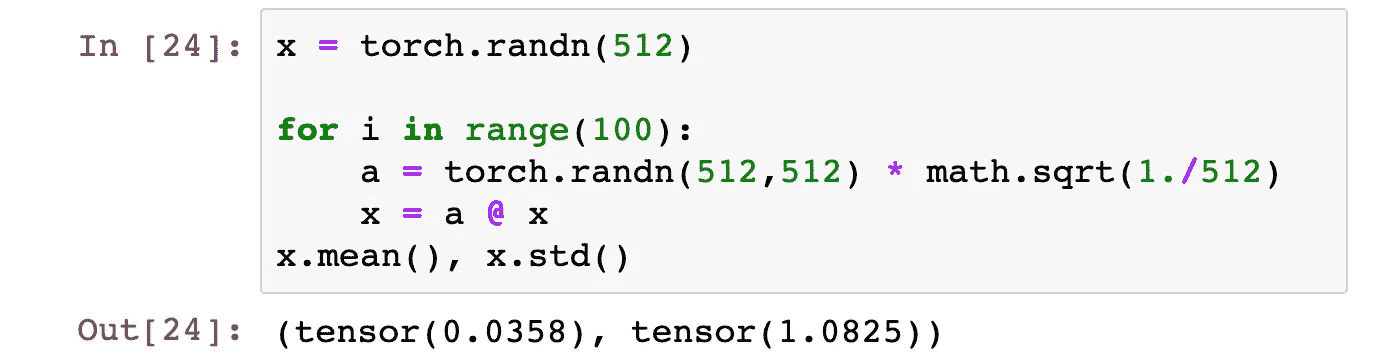 In [24]: x = torch.randn(512)
for i in range(100):
    a = torch.randn(512,512) * math.sqrt(1./512)
    x = a @ x
x.mean(), x.std()
Out[24]: (tensor(0.0358), tensor(1.0825))